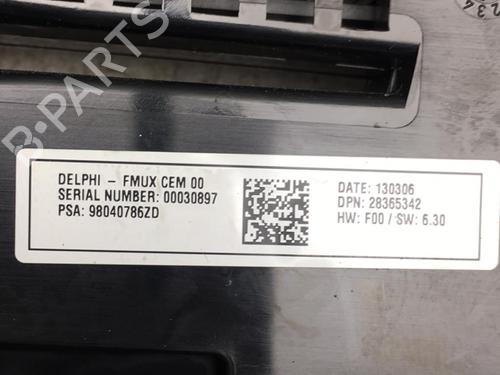 B-PARTS
234
DELPHI - FMUX CEM 00
SERIAL NUMBER: 00030897
PSA: 98040786ZD
DATE: 130306
DPN: 28365342
HW: F00 / SW: 6.30